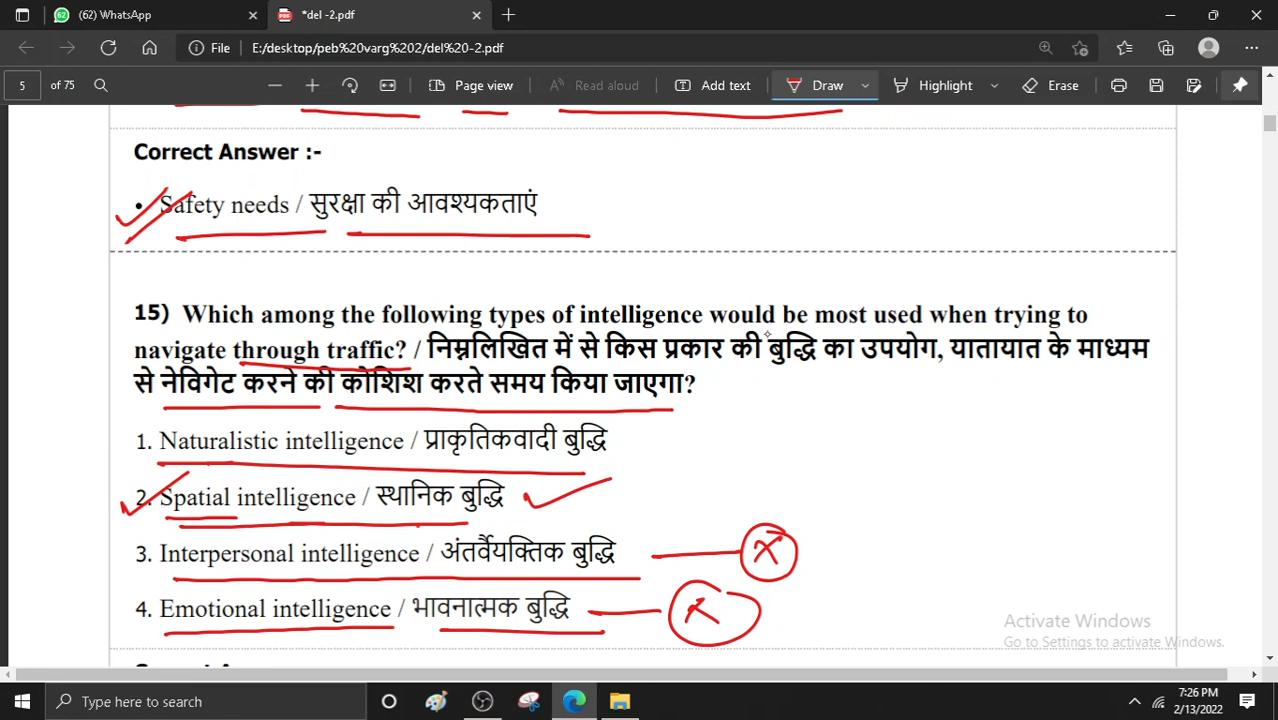 (62) WhatsApp
*del -2.pdf
File
E:/desktop/peb%20varg%202/del%20-2.pdf
5 of 75
Page view
Read aloud
Add text
Draw
Highlight
Erase
Correct Answer :-
• Safety needs / सुरक्षा की आवश्यकताएं
15) Which among the following types of intelligence would be most used when trying to
navigate through traffic? / निम्नलिखित में से किस प्रकार की बुद्धि का उपयोग, यातायात के माध्यम
से नेविगेट करने की कोशिश करते समय किया जाएगा?
1. Naturalistic intelligence / प्राकृतिकवादी बुद्धि
2. Spatial intelligence / स्थानिक बुद्धि
3. Interpersonal intelligence / अंतर्वैयक्तिक बुद्धि
4. Emotional intelligence / भावनात्मक बुद्धि
Activate Windows
Go to Settings to activate Windows.
Type here to search
7:26 PM
2/13/2022